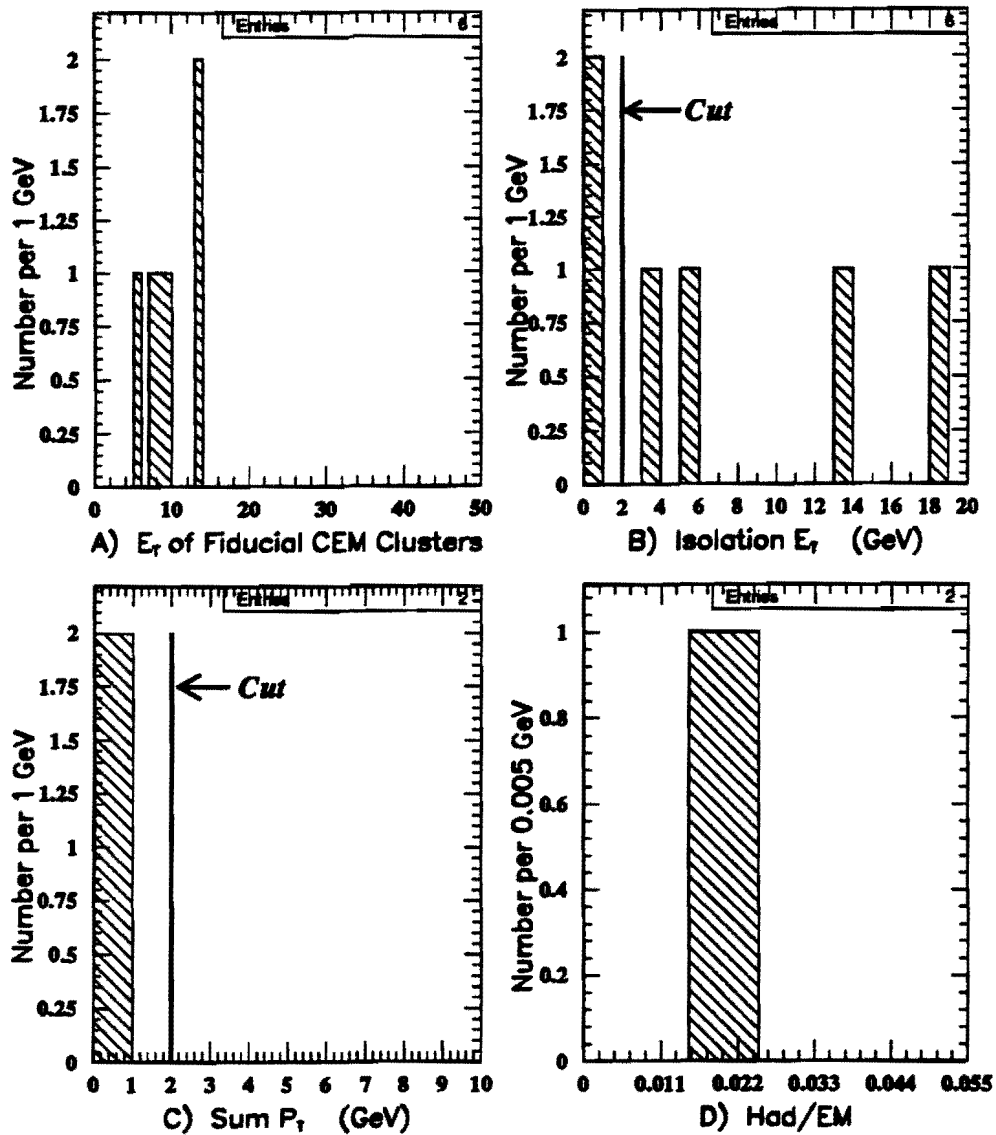 Entries 6
Number per 1 GeV
2
1.75
1.5
1.25
1
0.75
0.5
0.25
0
0 10 20 30 40 50
A) E_T of Fiducial CEM Clusters
Entries 6
Cut
Number per 1 GeV
2
1.75
1.5
1.25
1
0.75
0.5
0.25
0
0 2 4 6 8 10 12 14 16 18 20
B) Isolation E_T (GeV)
Entries 2
Cut
Number per 1 GeV
2
1.75
1.5
1.25
1
0.75
0.5
0.25
0
0 1 2 3 4 5 6 7 8 9 10
C) Sum P_T (GeV)
Entries 2
Number per 0.005 GeV
1
0.8
0.6
0.4
0.2
0
0 0.011 0.022 0.033 0.044 0.055
D) Had/EM